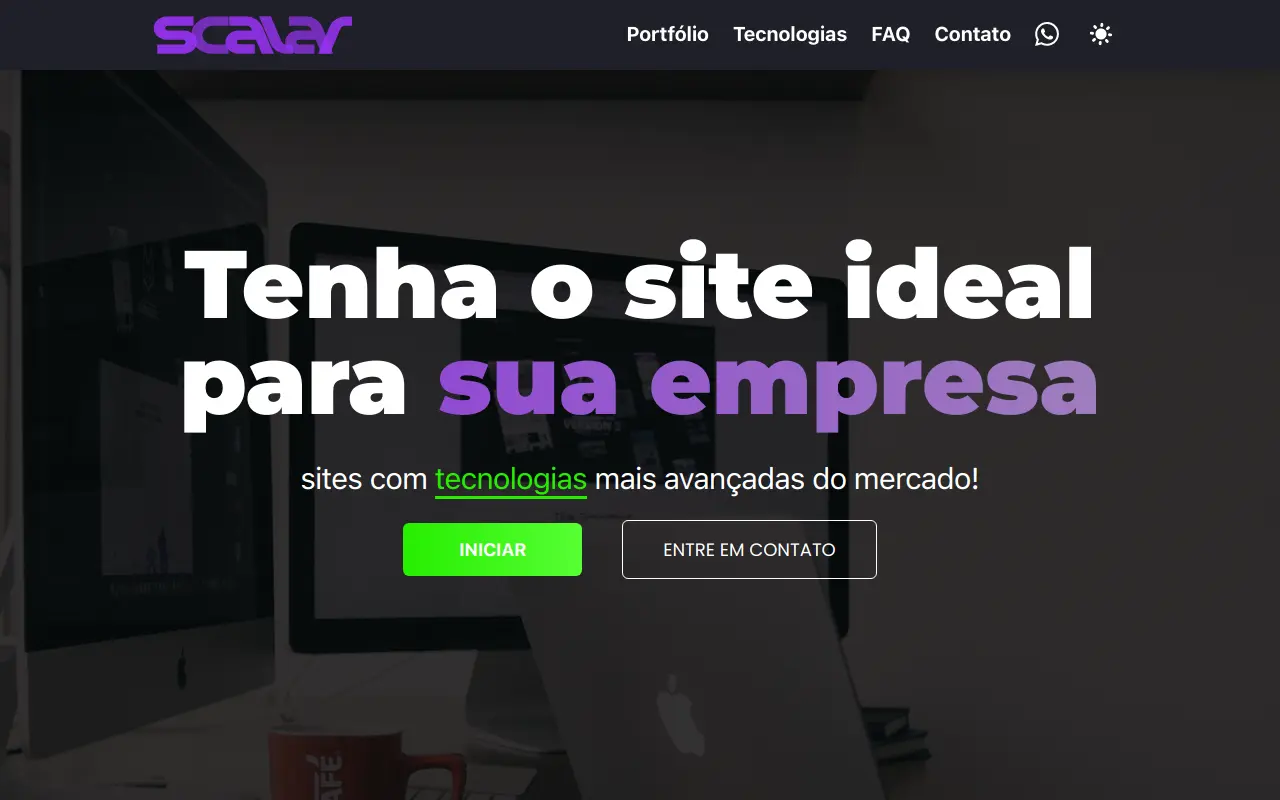 scalar
Portfólio Tecnologias FAQ Contato
Tenha o site ideal
para sua empresa
sites com tecnologias mais avançadas do mercado!
INICIAR
ENTRE EM CONTATO